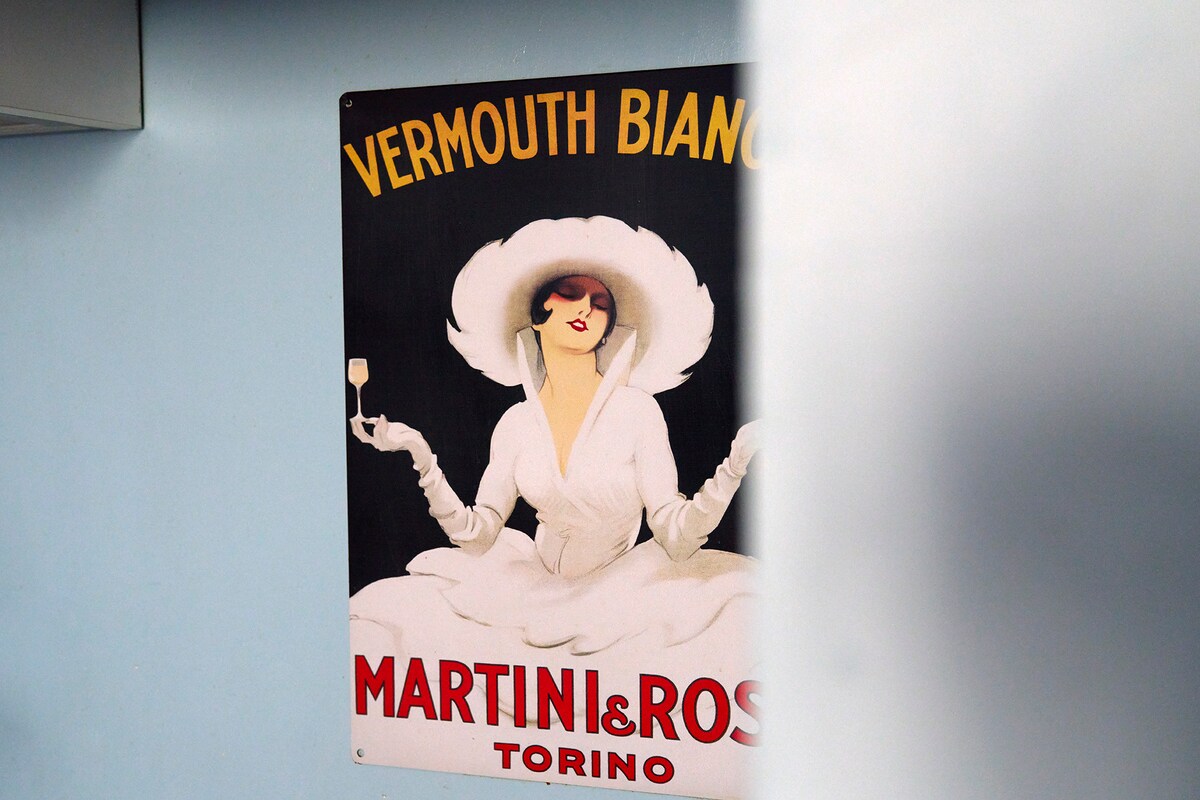 VERMOUTH BIANC
MARTINI & ROS
TORINO